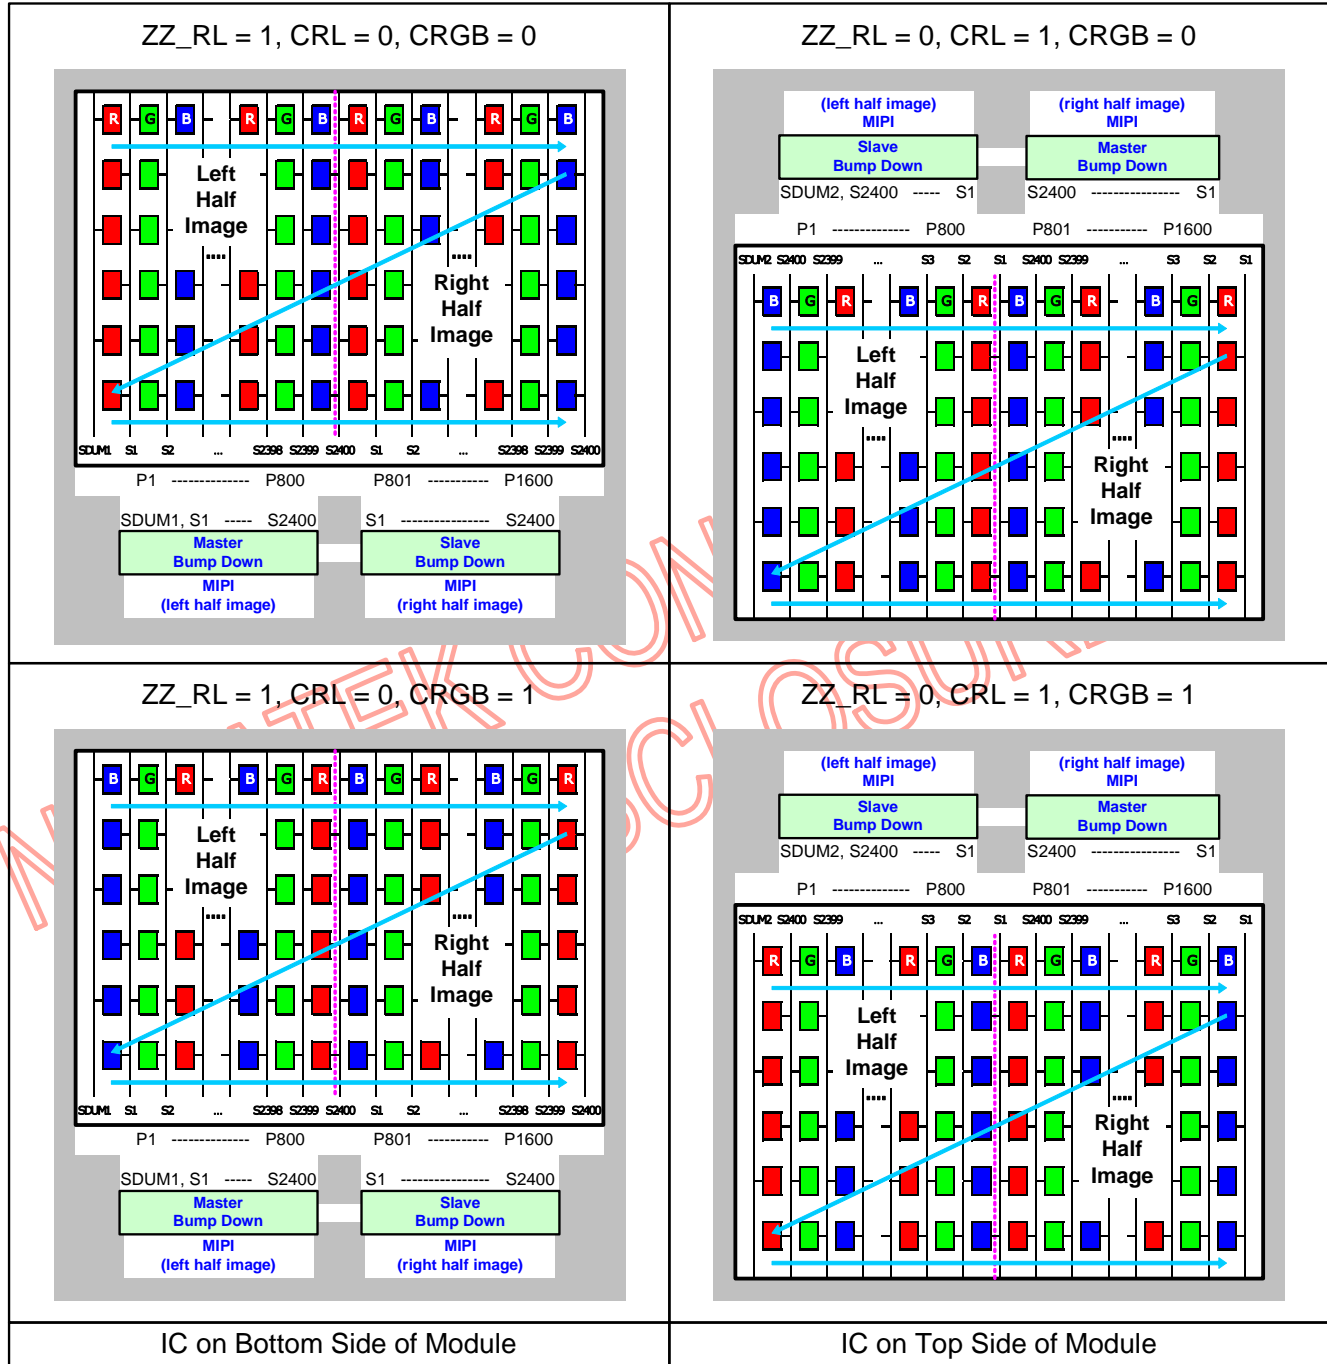 ZZ_RL = 1, CRL = 0, CRGB = 0
R G B R G B R G B R G B
Left
Half
Image
....
....
Right
Half
Image
SDUM1 S1 S2 ... S2398 S2399 S2400 S1 S2 ... S2398 S2399 S2400
P1 -------------- P800 P801 ----------- P1600
SDUM1, S1 ----- S2400 S1 ---------------- S2400
Master
Bump Down
Slave
Bump Down
MIPI
(left half image)
MIPI
(right half image)
ZZ_RL = 0, CRL = 1, CRGB = 0
(left half image)
MIPI
(right half image)
MIPI
Slave
Bump Down
Master
Bump Down
SDUM2, S2400 ----- S1 S2400 ---------------- S1
P1 ------------ P800 P801 ----------- P1600
SDUM2 S2400 S2399 ... S3 S2 S1 S2400 S2399 ... S3 S2 S1
B G R B G R B G R B G R
Left
Half
Image
....
....
Right
Half
Image
ZZ_RL = 1, CRL = 0, CRGB = 1
B G R B G R B G R B G R
Left
Half
Image
....
....
Right
Half
Image
SDUM1 S1 S2 ... S2398 S2399 S2400 S1 S2 ... S2398 S2399 S2400
P1 -------------- P800 P801 ----------- P1600
SDUM1, S1 ----- S2400 S1 ---------------- S2400
Master
Bump Down
Slave
Bump Down
MIPI
(left half image)
MIPI
(right half image)
ZZ_RL = 0, CRL = 1, CRGB = 1
(left half image)
MIPI
(right half image)
MIPI
Slave
Bump Down
Master
Bump Down
SDUM2, S2400 ----- S1 S2400 ---------------- S1
P1 ------------ P800 P801 ----------- P1600
SDUM2 S2400 S2399 ... S3 S2 S1 S2400 S2399 ... S3 S2 S1
R G B R G B R G B R G B
Left
Half
Image
....
....
Right
Half
Image
IC on Bottom Side of Module
IC on Top Side of Module